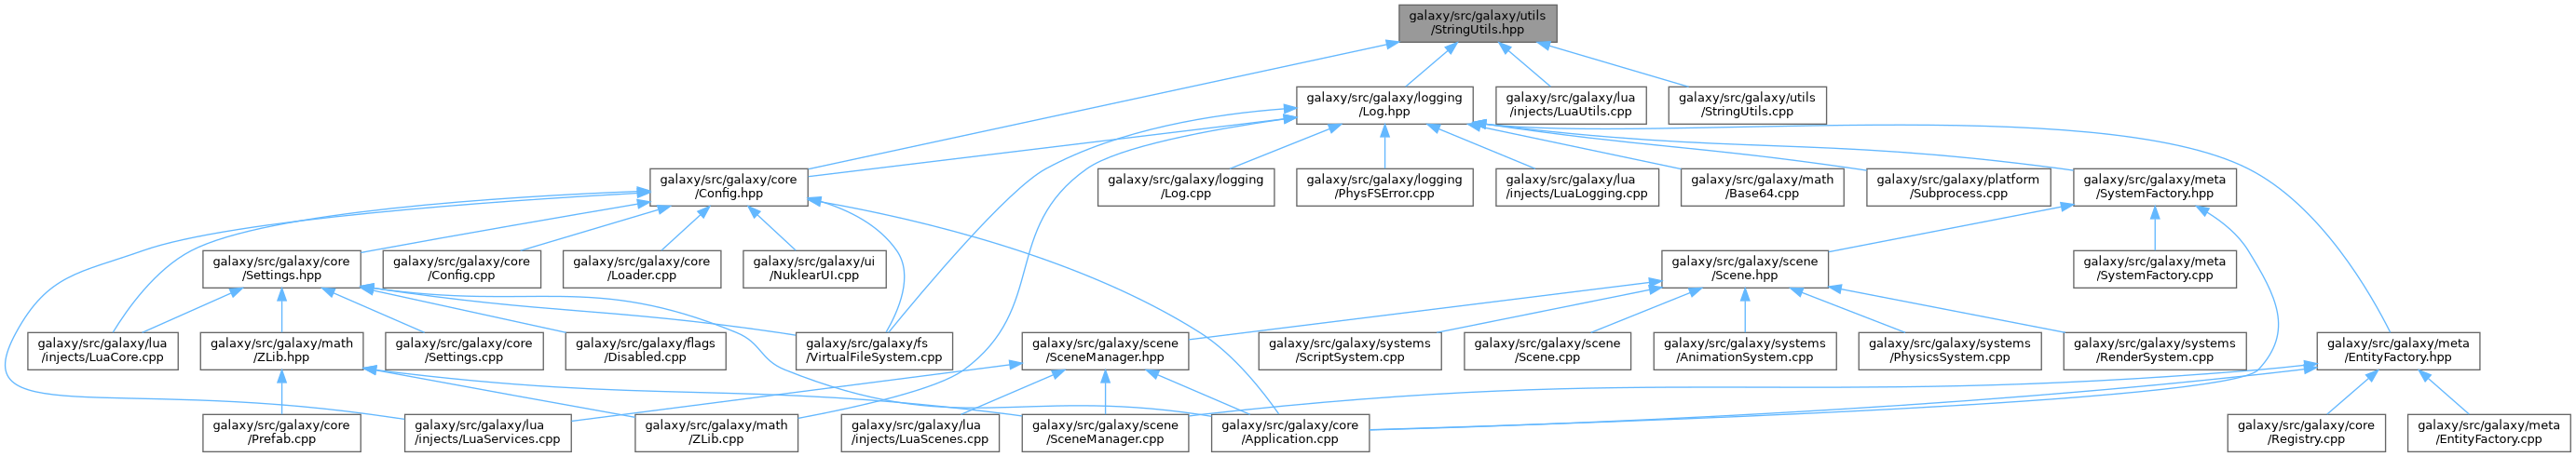 galaxy/src/galaxy/utils
/StringUtils.hpp
galaxy/src/galaxy/logging
/Log.hpp
galaxy/src/galaxy/lua
/injects/LuaUtils.cpp
galaxy/src/galaxy/utils
/StringUtils.cpp
galaxy/src/galaxy/core
/Config.hpp
galaxy/src/galaxy/logging
/Log.cpp
galaxy/src/galaxy/logging
/PhysFSError.cpp
galaxy/src/galaxy/lua
/injects/LuaLogging.cpp
galaxy/src/galaxy/math
/Base64.cpp
galaxy/src/galaxy/platform
/Subprocess.cpp
galaxy/src/galaxy/meta
/SystemFactory.hpp
galaxy/src/galaxy/core
/Settings.hpp
galaxy/src/galaxy/core
/Config.cpp
galaxy/src/galaxy/core
/Loader.cpp
galaxy/src/galaxy/ui
/NuklearUI.cpp
galaxy/src/galaxy/scene
/Scene.hpp
galaxy/src/galaxy/meta
/SystemFactory.cpp
galaxy/src/galaxy/lua
/injects/LuaCore.cpp
galaxy/src/galaxy/math
/ZLib.hpp
galaxy/src/galaxy/core
/Settings.cpp
galaxy/src/galaxy/flags
/Disabled.cpp
galaxy/src/galaxy/fs
/VirtualFileSystem.cpp
galaxy/src/galaxy/scene
/SceneManager.hpp
galaxy/src/galaxy/systems
/ScriptSystem.cpp
galaxy/src/galaxy/scene
/Scene.cpp
galaxy/src/galaxy/systems
/AnimationSystem.cpp
galaxy/src/galaxy/systems
/PhysicsSystem.cpp
galaxy/src/galaxy/systems
/RenderSystem.cpp
galaxy/src/galaxy/meta
/EntityFactory.hpp
galaxy/src/galaxy/core
/Prefab.cpp
galaxy/src/galaxy/lua
/injects/LuaServices.cpp
galaxy/src/galaxy/math
/ZLib.cpp
galaxy/src/galaxy/lua
/injects/LuaScenes.cpp
galaxy/src/galaxy/scene
/SceneManager.cpp
galaxy/src/galaxy/core
/Application.cpp
galaxy/src/galaxy/core
/Registry.cpp
galaxy/src/galaxy/meta
/EntityFactory.cpp